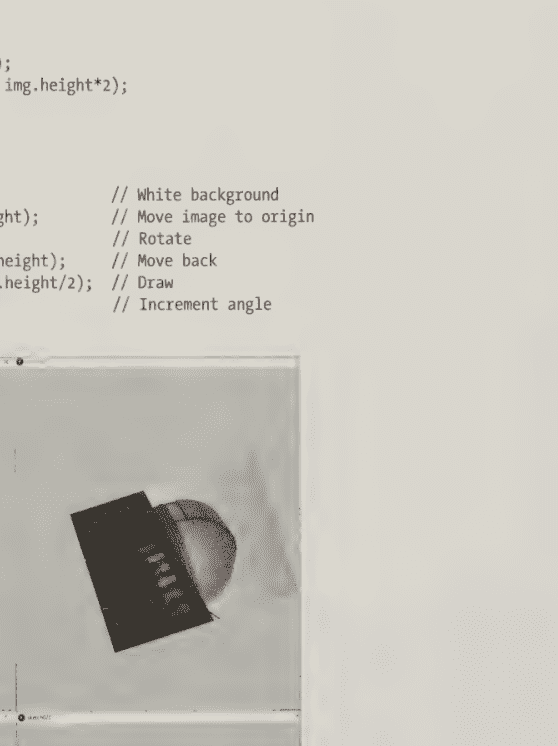 );
img.height*2);
// White background
ght); // Move image to origin
// Rotate
height); // Move back
.height/2); // Draw
// Increment angle